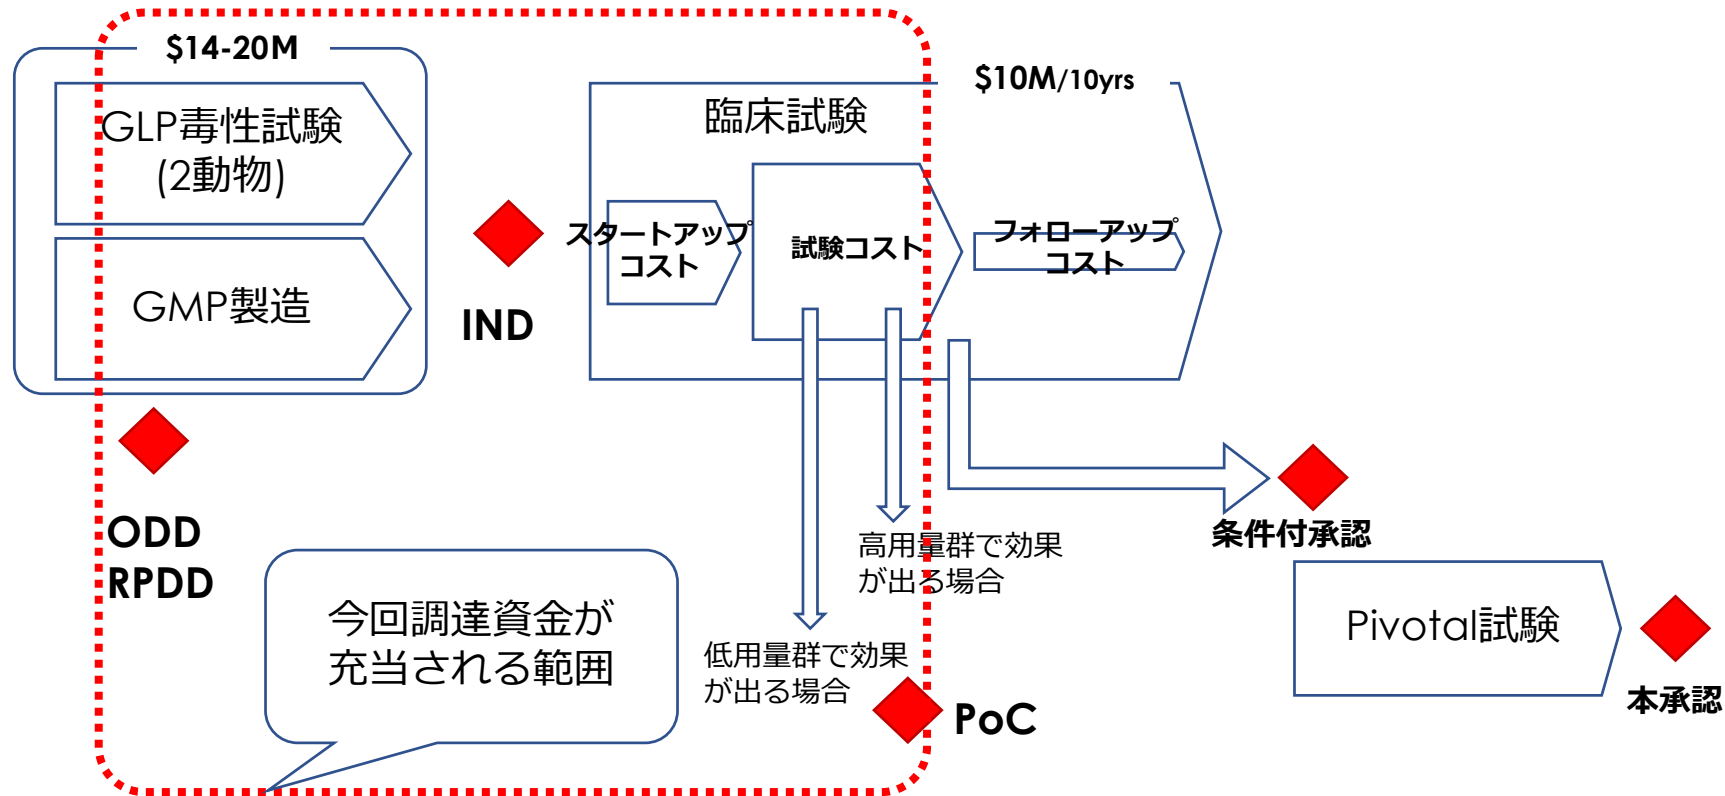 $14-20M
GLP毒性試験
(2動物)
GMP製造
IND
ODD
RPDD
$10M/10yrs
臨床試験
スタートアップ
コスト
試験コスト
フォローアップ
コスト
高用量群で効果
が出る場合
低用量群で効果
が出る場合
PoC
今回調達資金が
充当される範囲
条件付承認
Pivotal試験
本承認